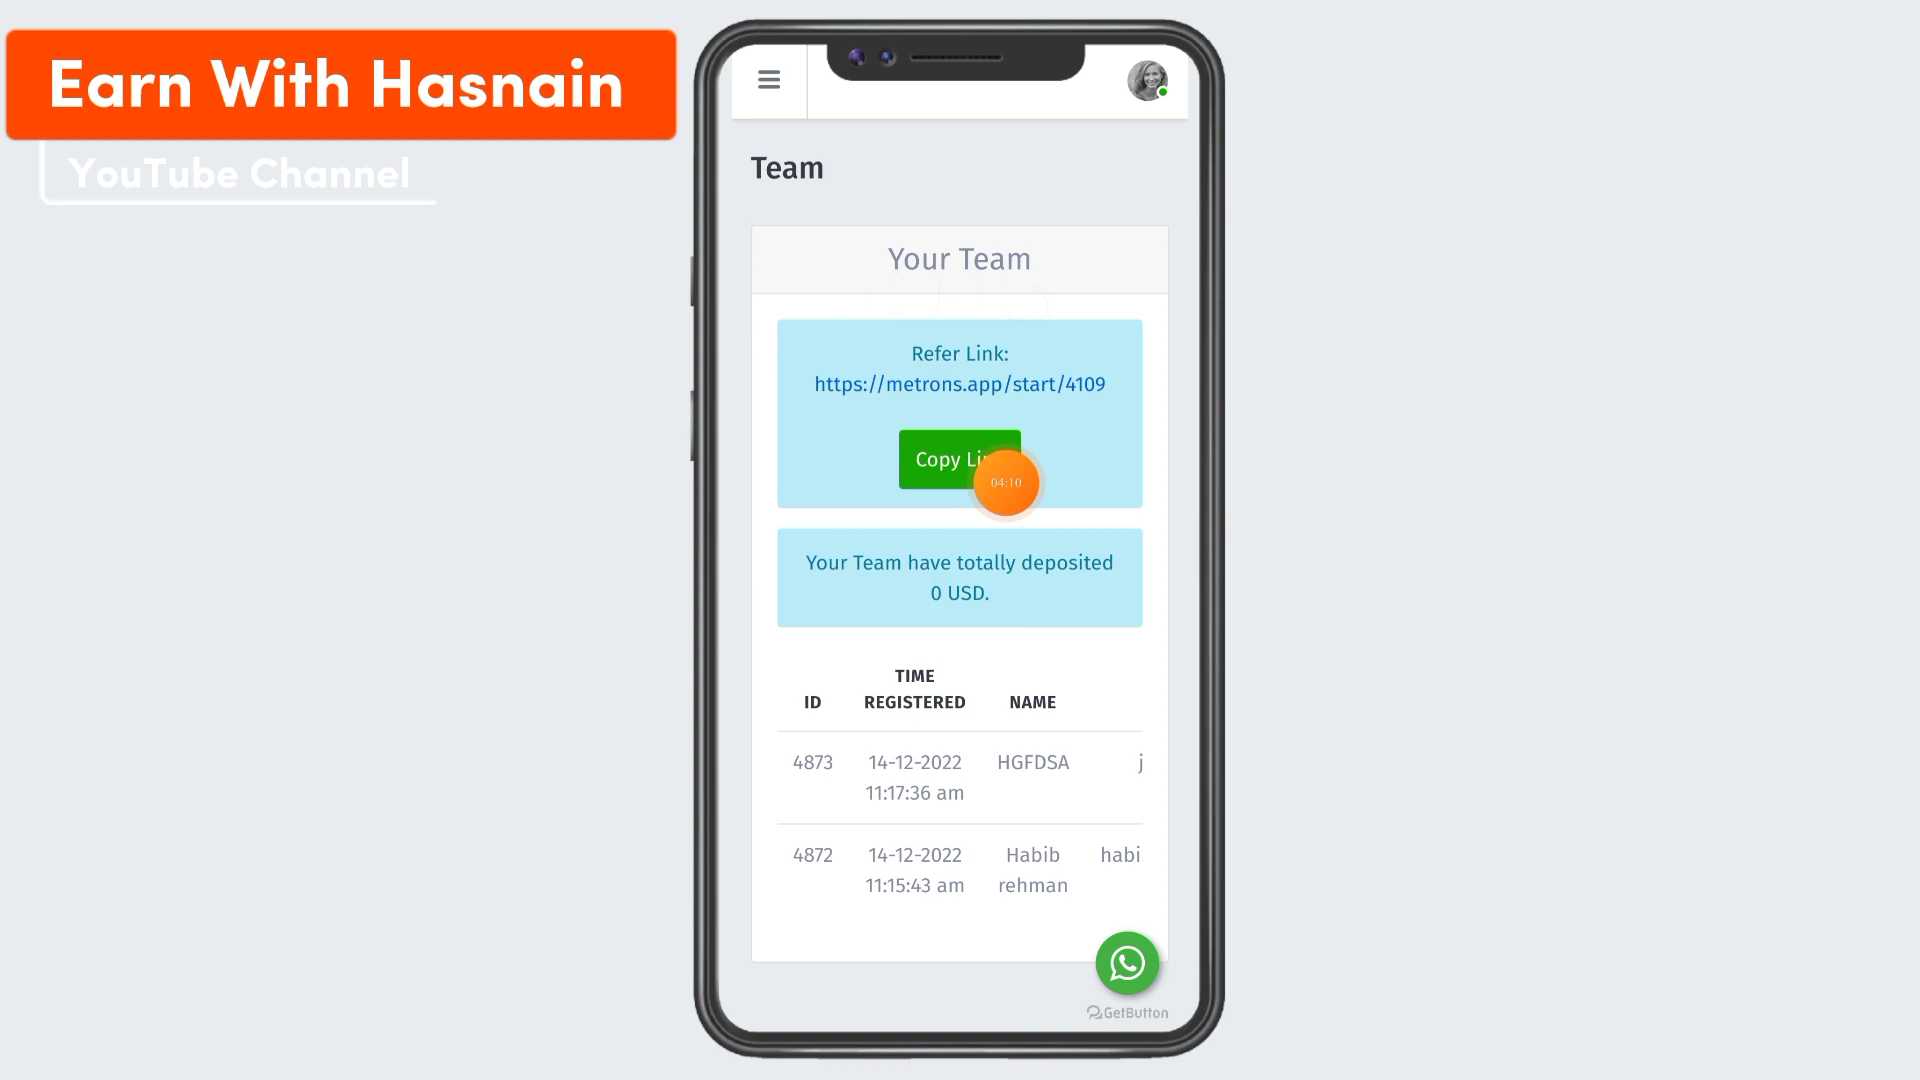 Earn With Hasnain
YouTube Channel
Team
Your Team
Refer Link:
https://metrons.app/start/4109
Copy Li
04:10
Your Team have totally deposited
0 USD.
ID TIME REGISTERED NAME
4873 14-12-2022 HGFDSA j
11:17:36 am
4872 14-12-2022 Habib habi
11:15:43 am rehman
GetButton